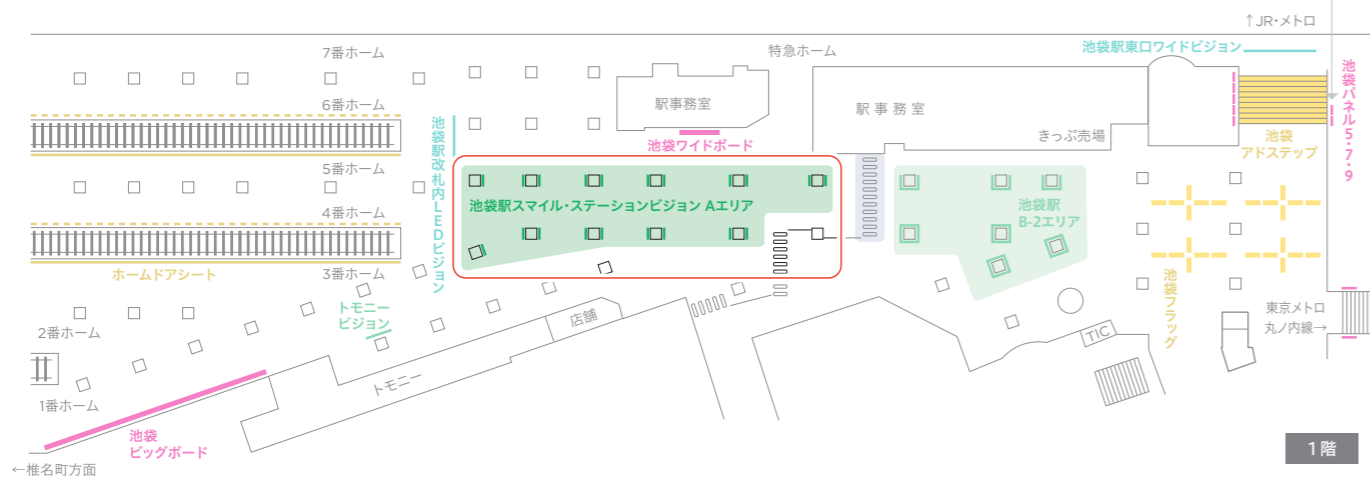 ↑JR・メトロ
7番ホーム
特急ホーム
池袋駅東口ワイドビジョン
池袋パネル5・7・9
6番ホーム
駅事務室
駅事務室
池袋駅改札内LEDビジョン
池袋ワイドボード
きっぷ売場
池袋
アドステップ
5番ホーム
池袋駅スマイル・ステーションビジョン Aエリア
池袋駅
B-2エリア
4番ホーム
ホームドアシート
3番ホーム
池袋フラッグ
トモニー
ビジョン
店舗
東京メトロ
丸ノ内線→
2番ホーム
TIC
トモニー
1番ホーム
池袋
ビッグボード
1階
←椎名町方面